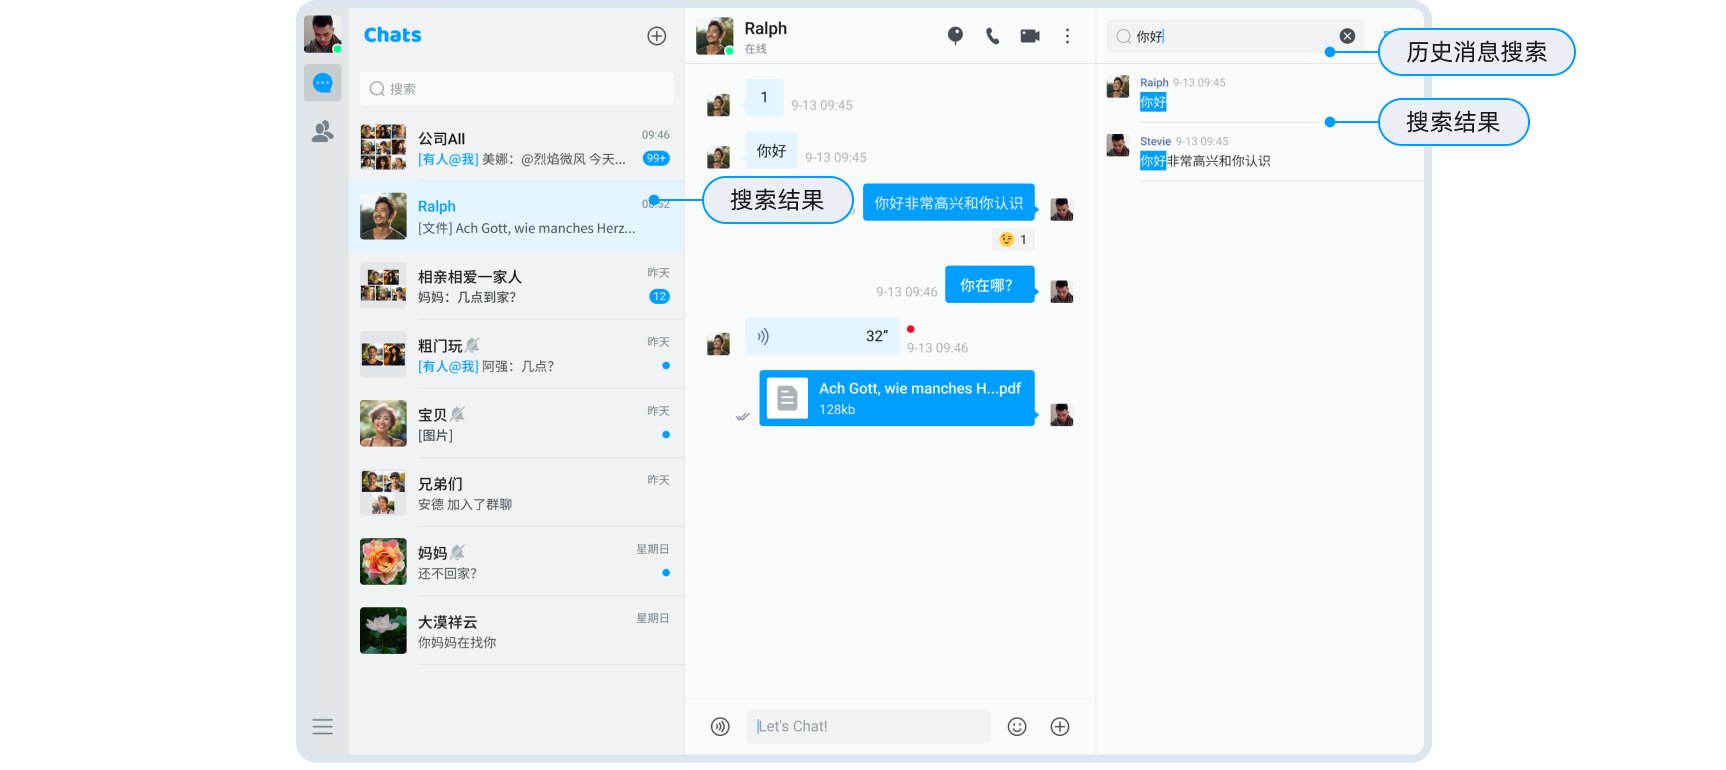 Chats
搜索
公司All
09:46
[有人@我] 美娜：@烈焰微风 今天...
99+
Ralph
[文件] Ach Gott, wie manches Herz...
相亲相爱一家人
昨天
妈妈：几点到家？
12
粗门玩
昨天
[有人@我] 阿强：几点？
宝贝
昨天
[图片]
兄弟们
昨天
安德 加入了群聊
妈妈
星期日
还不回家？
大漠祥云
星期日
你妈妈在找你
Ralph
在线
1
9-13 09:45
你好
9-13 09:45
搜索结果
你好非常高兴和你认识
1
9-13 09:46
你在哪？
32”
9-13 09:46
Ach Gott, wie manches H...pdf
128kb
Let's Chat!
你好
历史消息搜索
Raiph 9-13 09:45
你好
搜索结果
Stevie 9-13 09:45
你好非常高兴和你认识